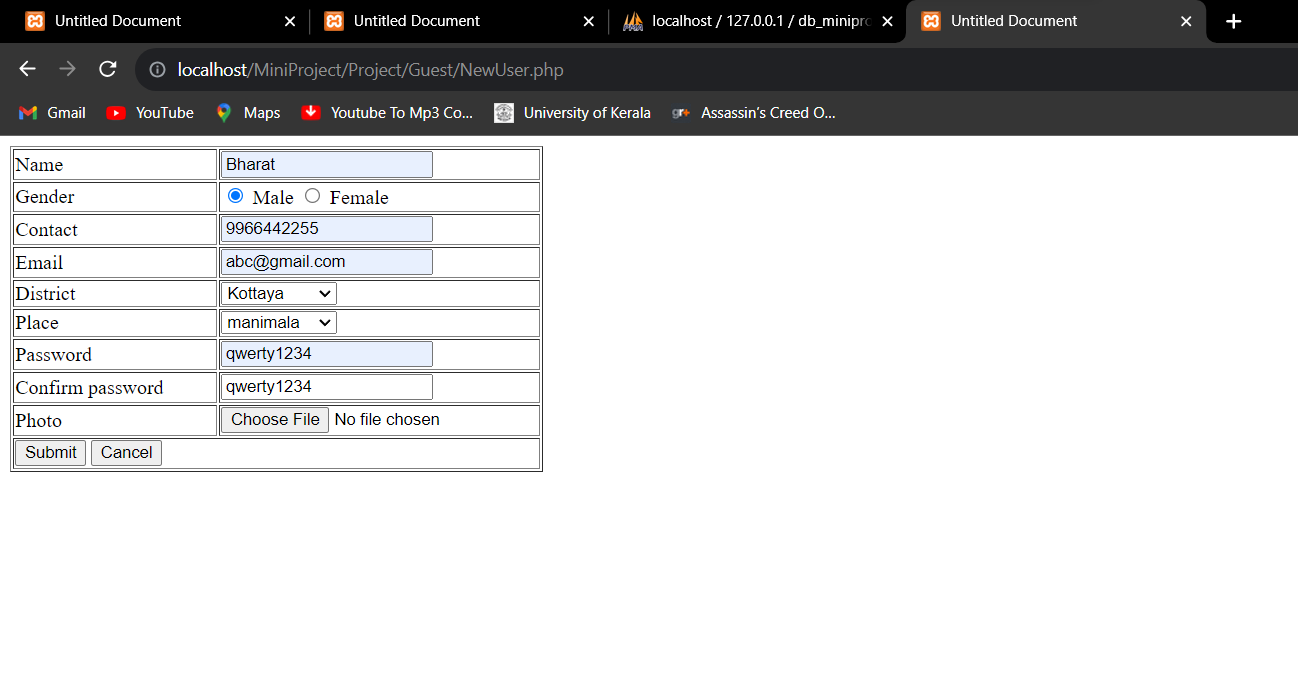 Untitled Document Untitled Document localhost / 127.0.0.1 / db_minipro Untitled Document
localhost/MiniProject/Project/Guest/NewUser.php
Gmail YouTube Maps Youtube To Mp3 Co... University of Kerala Assassin's Creed O...
Name Bharat
Gender Male Female
Contact 9966442255
Email abc@gmail.com
District Kottaya
Place manimala
Password qwerty1234
Confirm password qwerty1234
Photo Choose File No file chosen
Submit Cancel